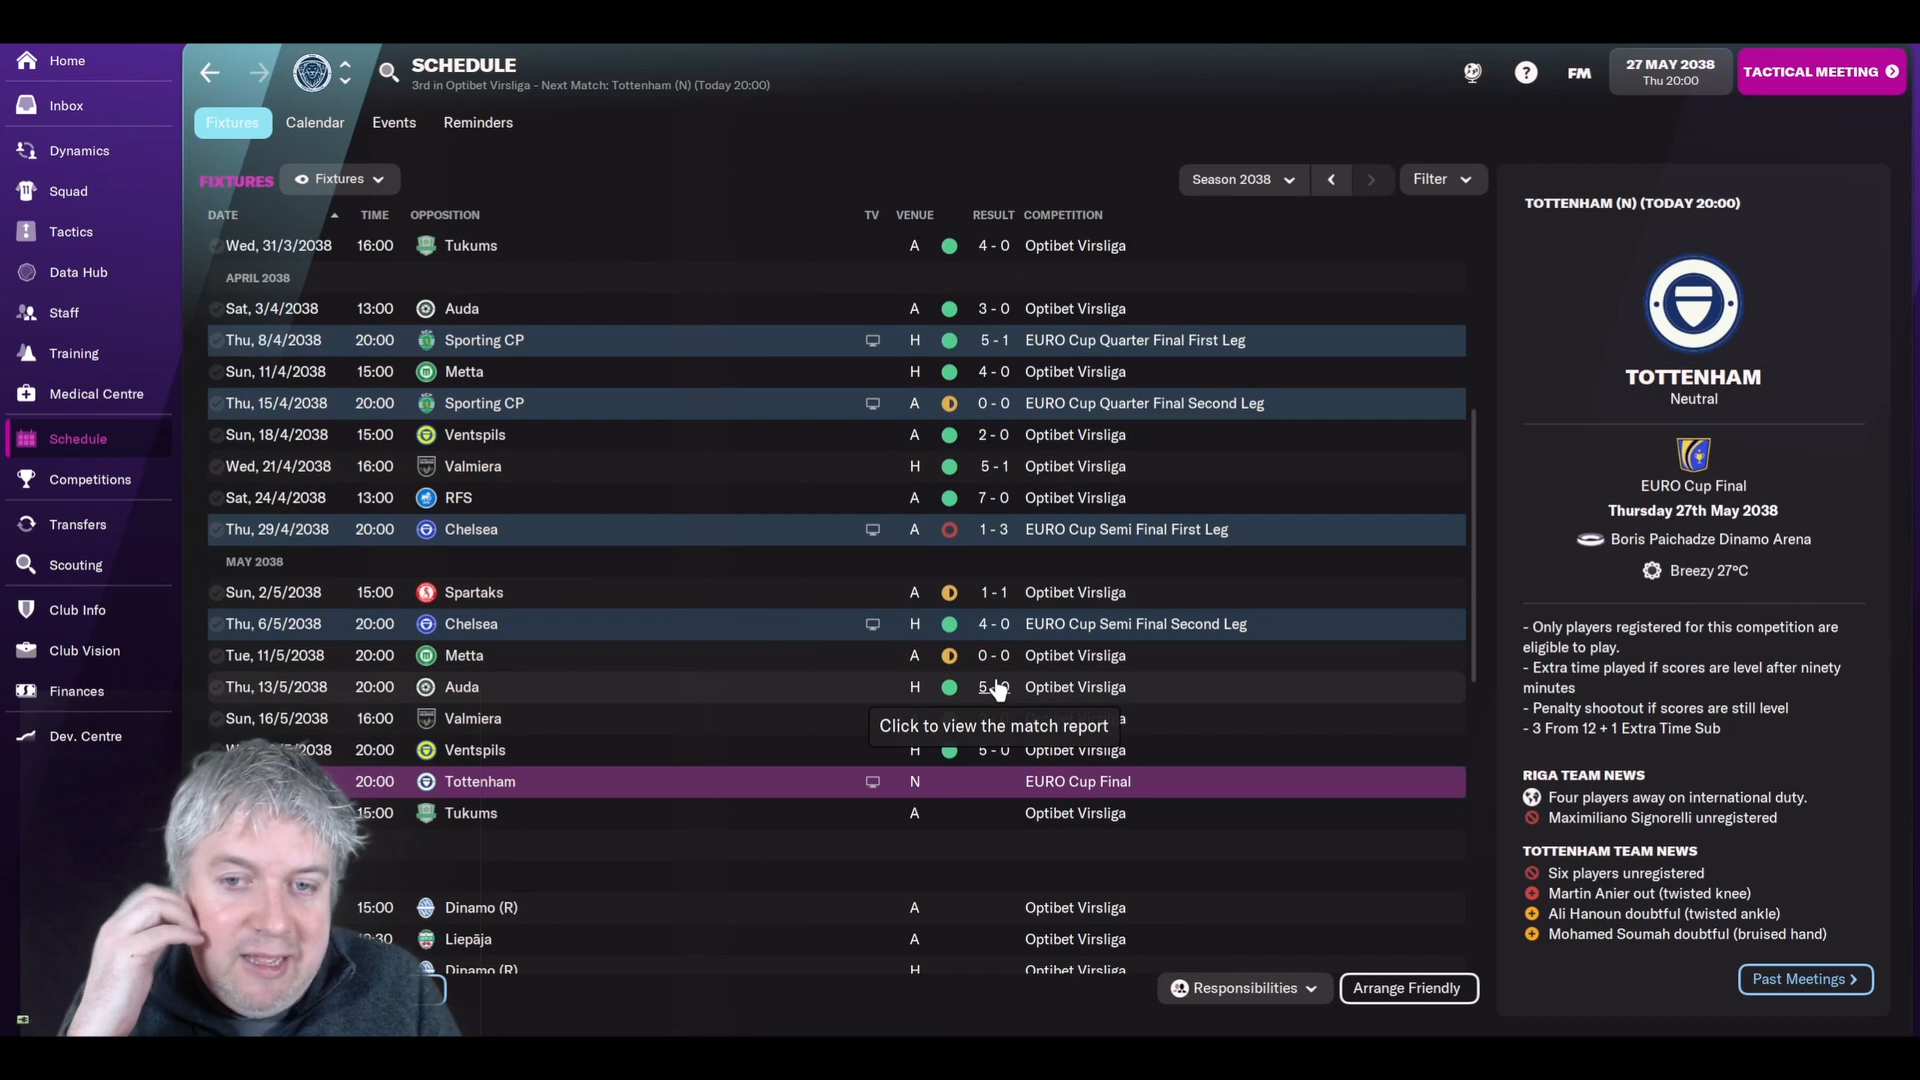 Home
Inbox
Dynamics
Squad
Tactics
Data Hub
Staff
Training
Medical Centre
Schedule
Competitions
Transfers
Scouting
Club Info
Club Vision
Finances
Dev. Centre
SCHEDULE
3rd in Optibet Virsliga - Next Match: Tottenham (N) (Today 20:00)
?
FM
27 MAY 2038
Thu 20:00
TACTICAL MEETING
Fixtures Calendar Events Reminders
FIXTURES Fixtures
Season 2038 Filter
DATE TIME OPPOSITION TV VENUE RESULT COMPETITION
Wed, 31/3/2038 16:00 Tukums A 4 - 0 Optibet Virsliga
APRIL 2038
Sat, 3/4/2038 13:00 Auda A 3 - 0 Optibet Virsliga
Thu, 8/4/2038 20:00 Sporting CP H 5 - 1 EURO Cup Quarter Final First Leg
Sun, 11/4/2038 15:00 Metta H 4 - 0 Optibet Virsliga
Thu, 15/4/2038 20:00 Sporting CP A 0 - 0 EURO Cup Quarter Final Second Leg
Sun, 18/4/2038 15:00 Ventspils A 2 - 0 Optibet Virsliga
Wed, 21/4/2038 16:00 Valmiera H 5 - 1 Optibet Virsliga
Sat, 24/4/2038 13:00 RFS A 7 - 0 Optibet Virsliga
Thu, 29/4/2038 20:00 Chelsea A 1 - 3 EURO Cup Semi Final First Leg
MAY 2038
Sun, 2/5/2038 15:00 Spartaks A 1 - 1 Optibet Virsliga
Thu, 6/5/2038 20:00 Chelsea H 4 - 0 EURO Cup Semi Final Second Leg
Tue, 11/5/2038 20:00 Metta A 0 - 0 Optibet Virsliga
Thu, 13/5/2038 20:00 Auda H 5 - 0 Optibet Virsliga
Sun, 16/5/2038 16:00 Valmiera
Click to view the match report
20:00 Ventspils H 5 - 0 Optibet Virsliga
20:00 Tottenham N EURO Cup Final
15:00 Tukums A Optibet Virsliga
15:00 Dinamo (R) A Optibet Virsliga
Liepāja A Optibet Virsliga
Dinamo (R) H Optibet Virsliga
Responsibilities Arrange Friendly
TOTTENHAM (N) (TODAY 20:00)
TOTTENHAM
Neutral
EURO Cup Final
Thursday 27th May 2038
Boris Paichadze Dinamo Arena
Breezy 27°C
- Only players registered for this competition are
eligible to play.
- Extra time played if scores are level after ninety
minutes
- Penalty shootout if scores are still level
- 3 From 12 + 1 Extra Time Sub
RIGA TEAM NEWS
Four players away on international duty.
Maximiliano Signorelli unregistered
TOTTENHAM TEAM NEWS
Six players unregistered
Martin Anier out (twisted knee)
Ali Hanoun doubtful (twisted ankle)
Mohamed Soumah doubtful (bruised hand)
Past Meetings